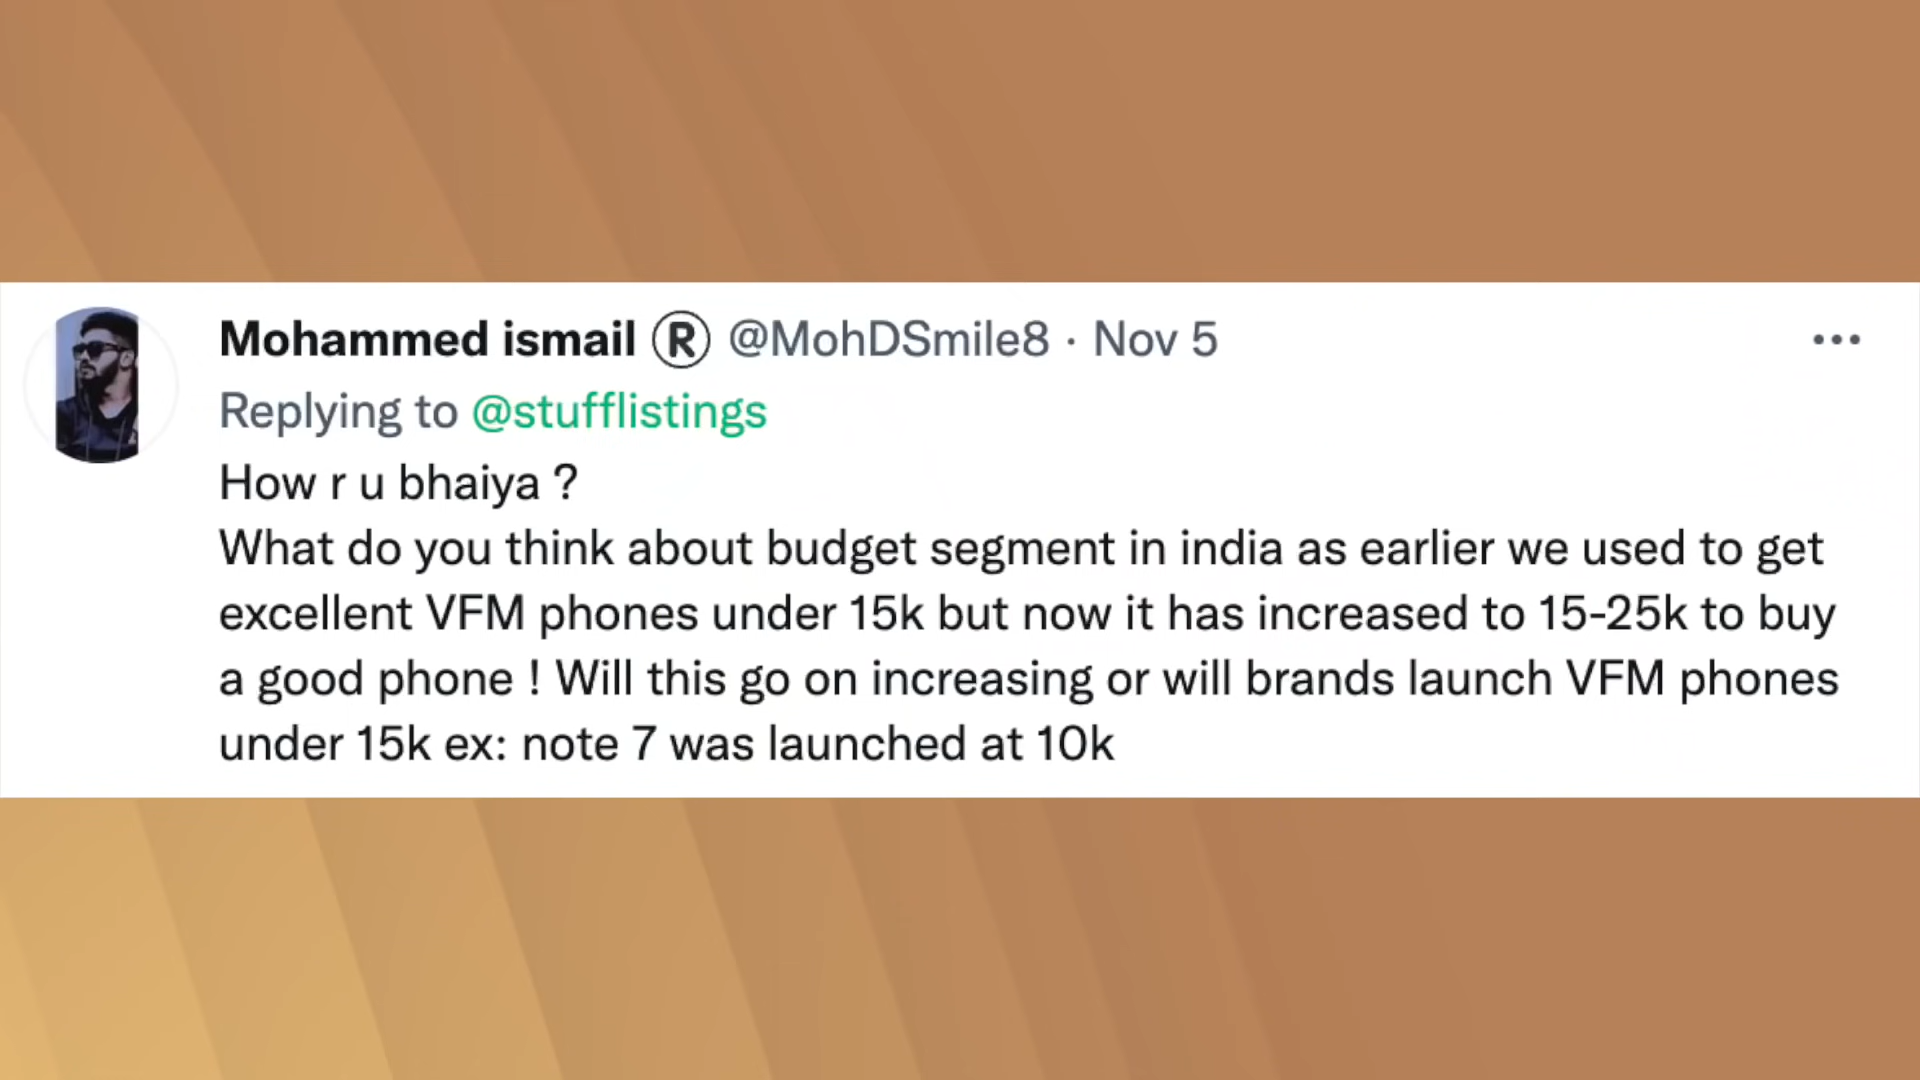 Mohammed ismail Ⓡ @MohDSmile8 · Nov 5
Replying to @stufflistings
How r u bhaiya ?
What do you think about budget segment in india as earlier we used to get
excellent VFM phones under 15k but now it has increased to 15-25k to buy
a good phone ! Will this go on increasing or will brands launch VFM phones
under 15k ex: note 7 was launched at 10k